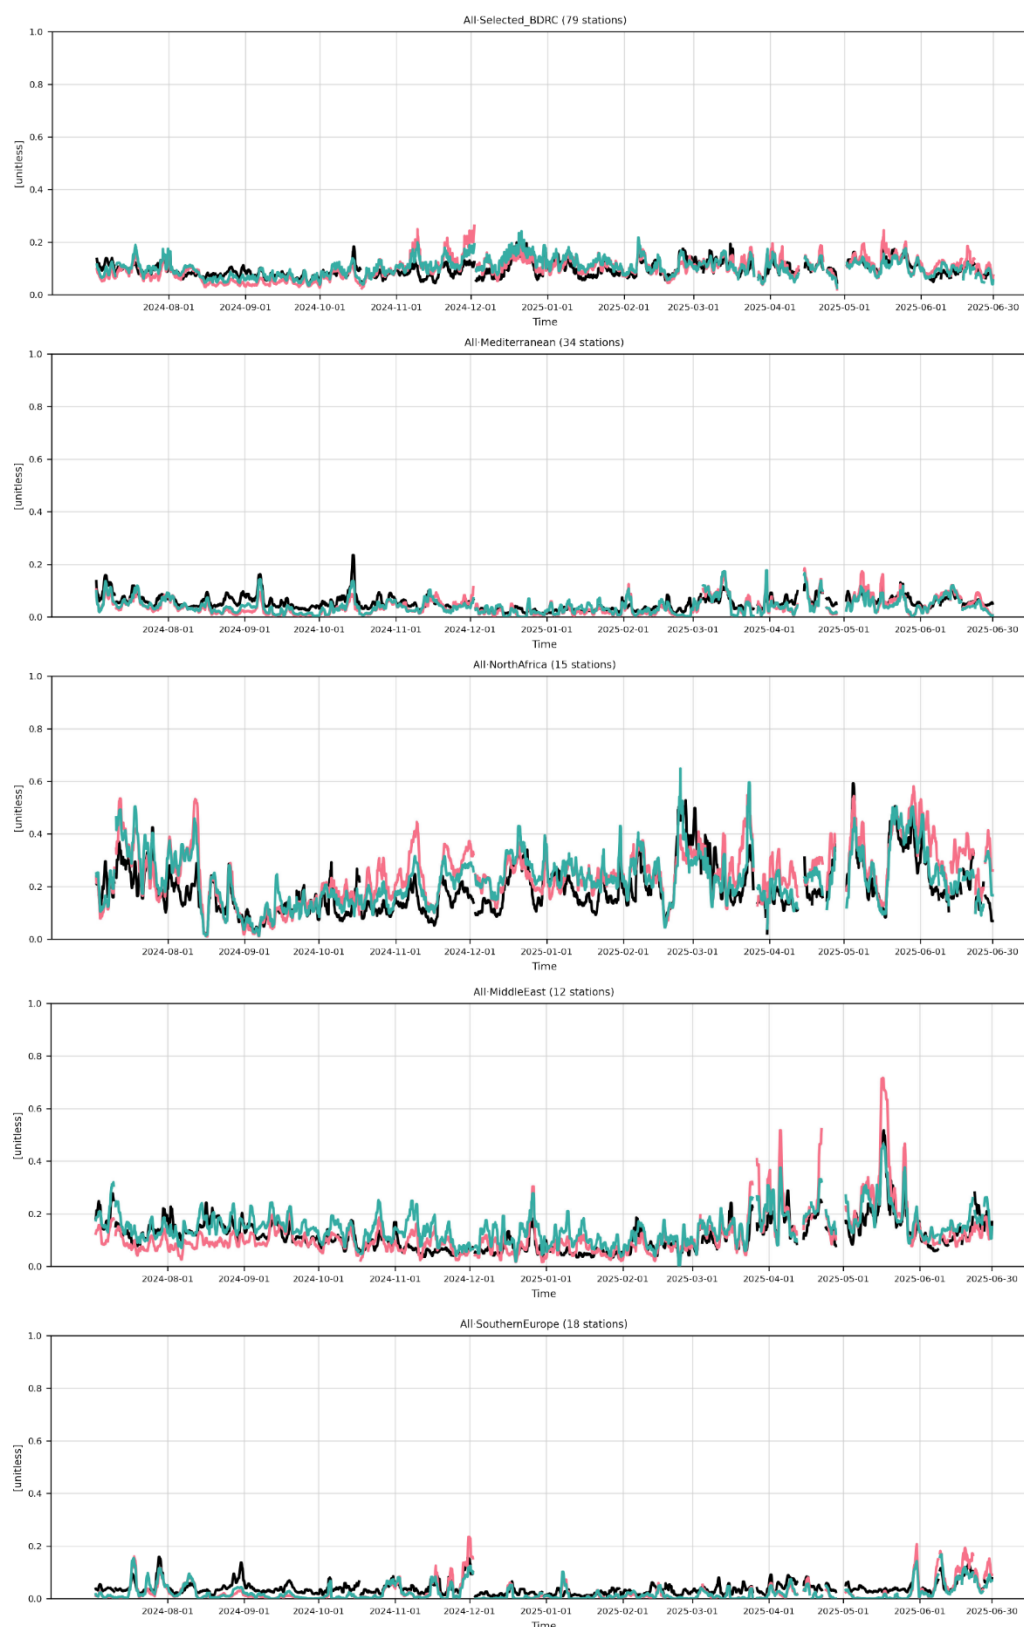 All·Selected_BDRC (79 stations)
1.0
0.8
0.6
[unitless]
0.4
0.2
0.0
2024-08-01 2024-09-01 2024-10-01 2024-11-01 2024-12-01 2025-01-01 2025-02-01 2025-03-01 2025-04-01 2025-05-01 2025-06-01 2025-06-30
Time
All·Mediterranean (34 stations)
1.0
0.8
0.6
[unitless]
0.4
0.2
0.0
2024-08-01 2024-09-01 2024-10-01 2024-11-01 2024-12-01 2025-01-01 2025-02-01 2025-03-01 2025-04-01 2025-05-01 2025-06-01 2025-06-30
Time
All·NorthAfrica (15 stations)
1.0
0.8
0.6
[unitless]
0.4
0.2
0.0
2024-08-01 2024-09-01 2024-10-01 2024-11-01 2024-12-01 2025-01-01 2025-02-01 2025-03-01 2025-04-01 2025-05-01 2025-06-01 2025-06-30
Time
All·MiddleEast (12 stations)
1.0
0.8
0.6
[unitless]
0.4
0.2
0.0
2024-08-01 2024-09-01 2024-10-01 2024-11-01 2024-12-01 2025-01-01 2025-02-01 2025-03-01 2025-04-01 2025-05-01 2025-06-01 2025-06-30
Time
All·SouthernEurope (18 stations)
1.0
0.8
0.6
[unitless]
0.4
0.2
0.0
2024-08-01 2024-09-01 2024-10-01 2024-11-01 2024-12-01 2025-01-01 2025-02-01 2025-03-01 2025-04-01 2025-05-01 2025-06-01 2025-06-30
Time